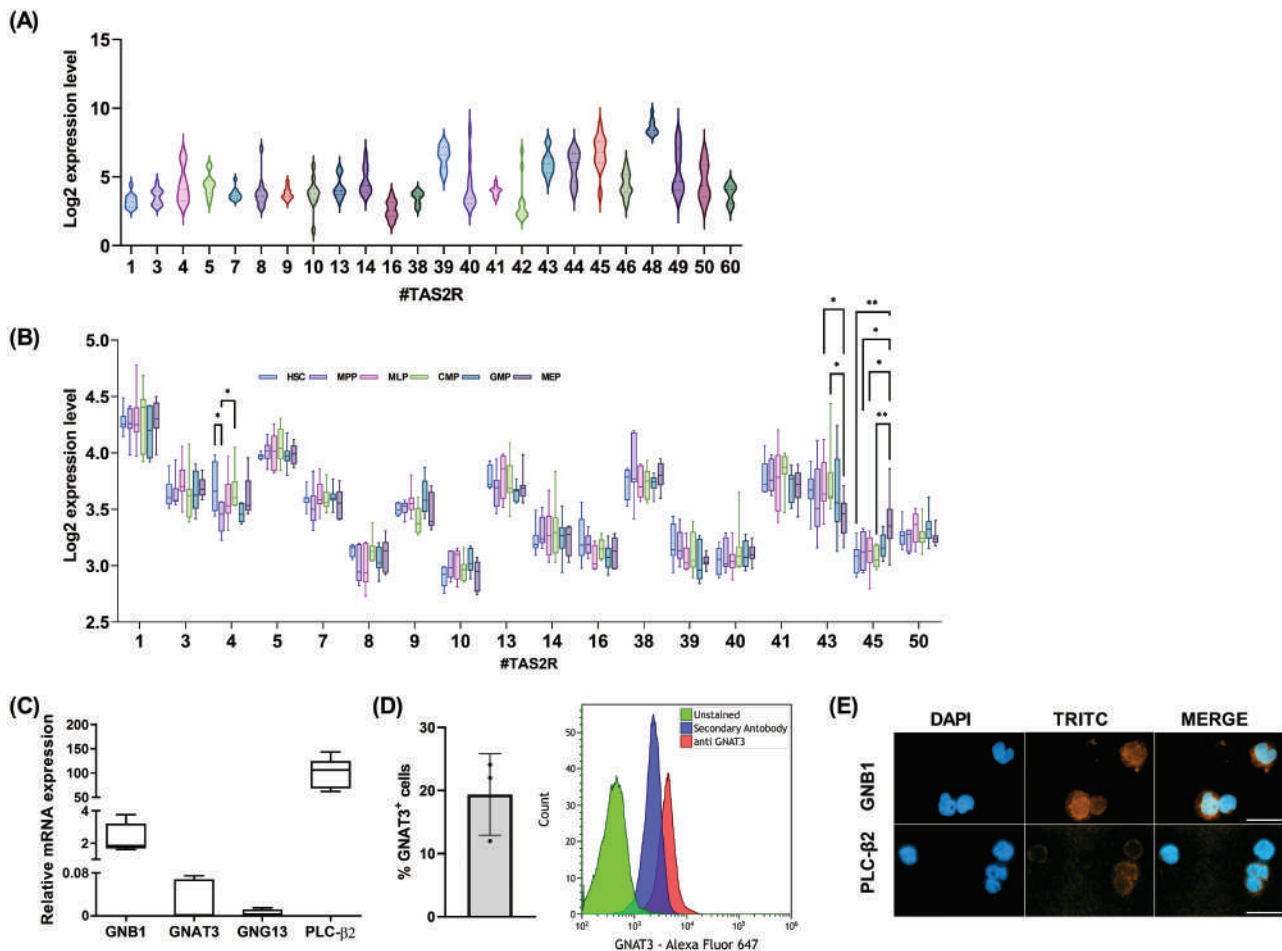 (A)
Log2 expression level
15
10
5
0
1 3 4 5 7 8 9 10 13 14 16 38 39 40 41 42 43 44 45 46 48 49 50 60
#TAS2R
(B)
Log2 expression level
5.0
4.5
4.0
3.5
3.0
2.5
HSC MPP MLP CMP GMP MEP
* * * * ** * * **
1 3 4 5 7 8 9 10 13 14 16 38 39 40 41 43 45 50
#TAS2R
(C)
Relative mRNA expression
200
150
100
50
4
2
0.08
0.00
GNB1 GNAT3 GNG13 PLC-β2
(D)
% GNAT3+ cells
30
20
10
0
Unstained
Secondary Antobody
anti GNAT3
Count
50
40
30
20
10
0
10² 10³ 10⁴ 10⁵ 10⁶
GNAT3 - Alexa Fluor 647
(E)
DAPI TRITC MERGE
GNB1
PLC-β2